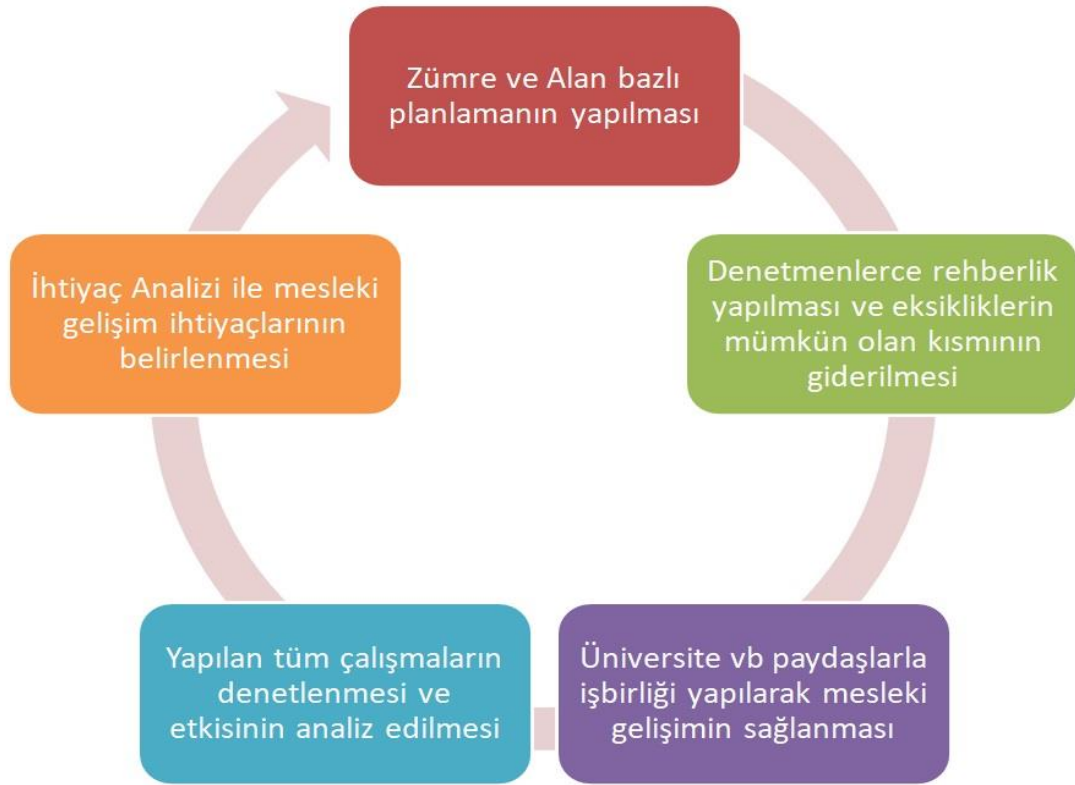 Zümre ve Alan bazlı
planlamanın yapılması
Denetmenlerce rehberlik
yapılması ve eksikliklerin
mümkün olan kısmının
giderilmesi
Üniversite vb paydaşlarla
işbirliği yapılarak mesleki
gelişimin sağlanması
Yapılan tüm çalışmaların
denetlenmesi ve
etkisinin analiz edilmesi
İhtiyaç Analizi ile mesleki
gelişim ihtiyaçlarının
belirlenmesi